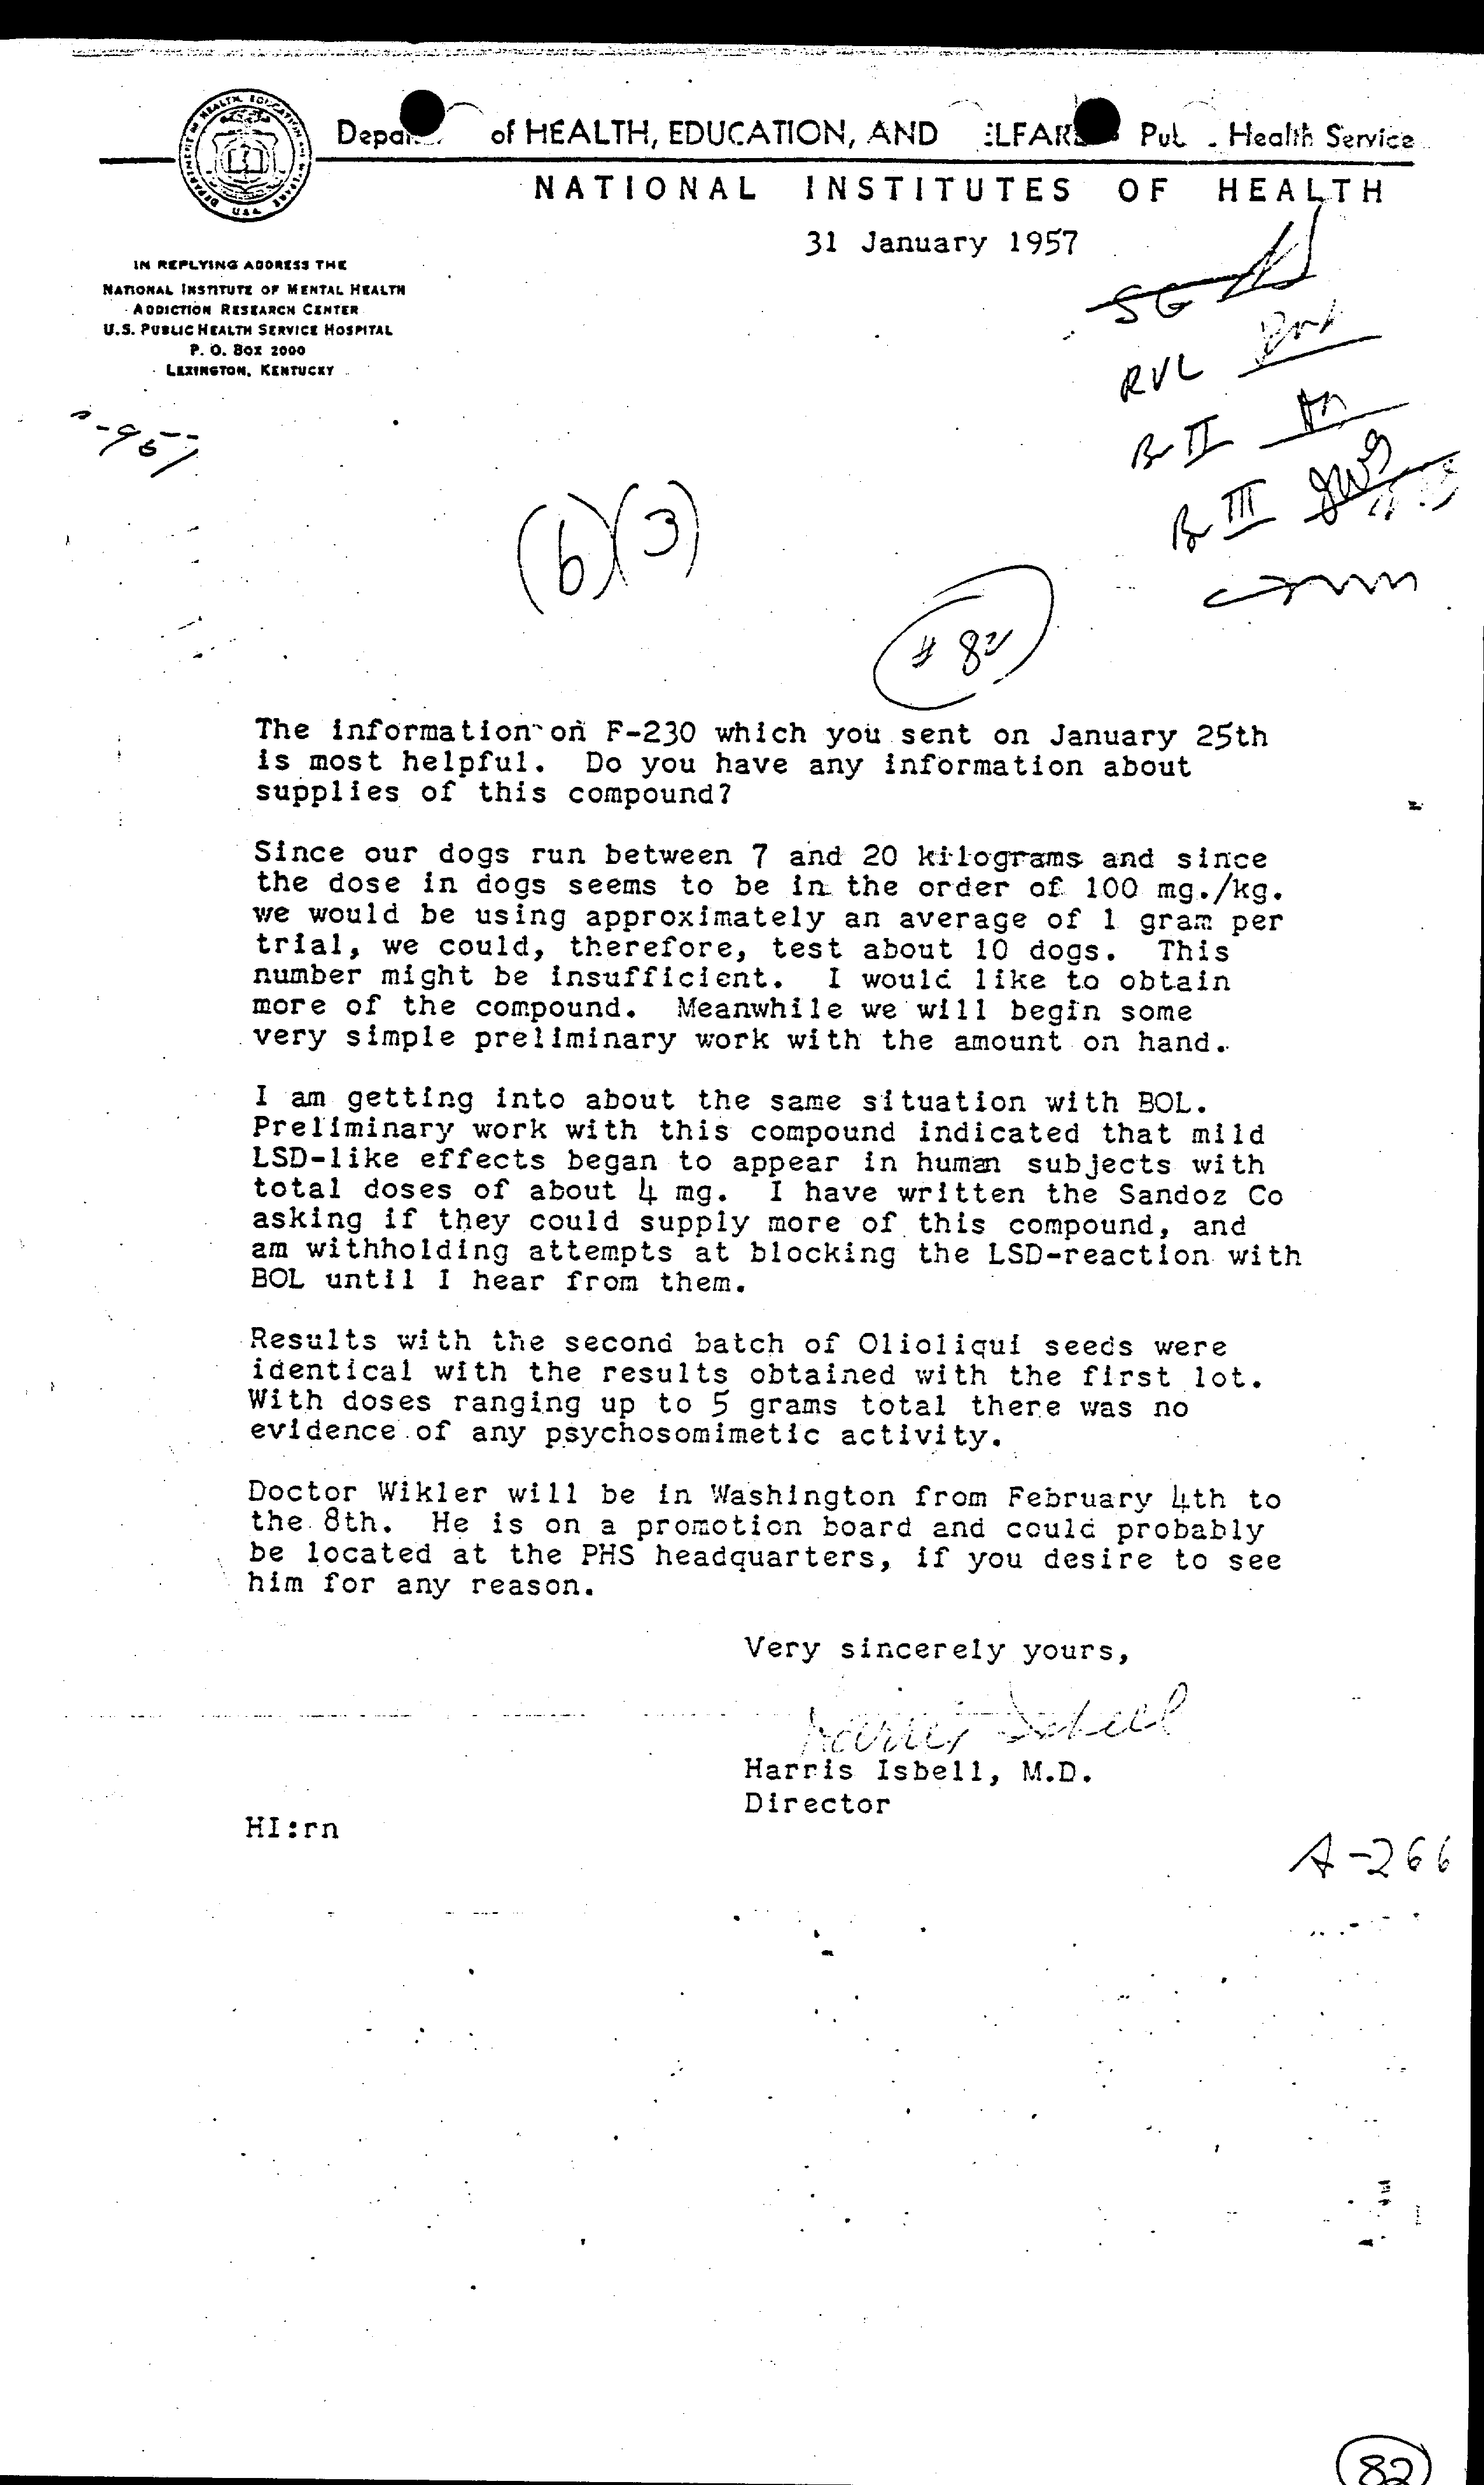 of HEALTH, EDUCATION, AND Health Service
NATIONAL INSTITUTES OF HEALTH
31 January 1957
IN REPLYING ADDRESS THE
NATIONAL INSTITUTE OF MENTAL HEALTH
ADDICTION RESEARCH CENTER
U.S. PUBLIC HEALTH SERVICE HOSPITAL
P. O. BOX 2000
LEXINGTON, KENTUCKY
SG
RVL
Br II
Br III
(b)(3)
# 82
The information on F-230 which you sent on January 25th
is most helpful. Do you have any information about
supplies of this compound?
Since our dogs run between 7 and 20 kilograms and since
the dose in dogs seems to be in the order of 100 mg./kg.
we would be using approximately an average of 1 gram per
trial, we could, therefore, test about 10 dogs. This
number might be insufficient. I would like to obtain
more of the compound. Meanwhile we will begin some
very simple preliminary work with the amount on hand.
I am getting into about the same situation with BOL.
Preliminary work with this compound indicated that mild
LSD-like effects began to appear in human subjects with
total doses of about 4 mg. I have written the Sandoz Co
asking if they could supply more of this compound, and
am withholding attempts at blocking the LSD-reaction with
BOL until I hear from them.
Results with the second batch of Olioliqui seeds were
identical with the results obtained with the first lot.
With doses ranging up to 5 grams total there was no
evidence of any psychosomimetic activity.
Doctor Wikler will be in Washington from February 4th to
the 8th. He is on a promotion board and could probably
be located at the PHS headquarters, if you desire to see
him for any reason.
Very sincerely yours,
Harris Isbell
Harris Isbell, M.D.
Director
HI:rn
A-266
82